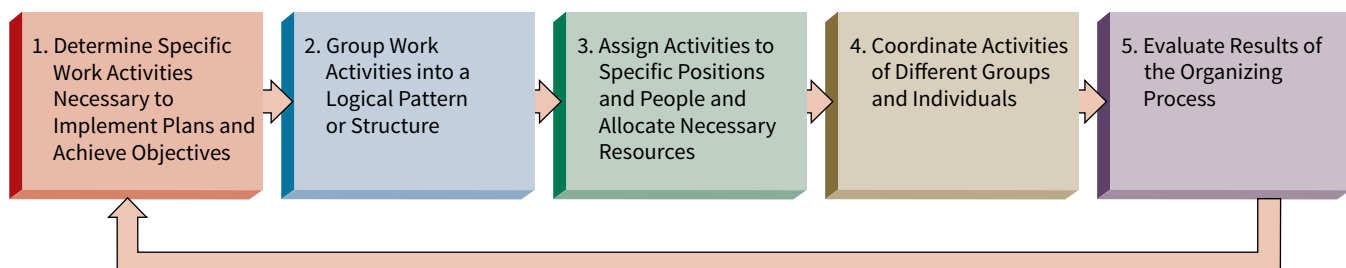 1. Determine Specific
Work Activities
Necessary to
Implement Plans and
Achieve Objectives
2. Group Work
Activities into a
Logical Pattern
or Structure
3. Assign Activities to
Specific Positions
and People and
Allocate Necessary
Resources
4. Coordinate Activities
of Different Groups
and Individuals
5. Evaluate Results of
the Organizing
Process